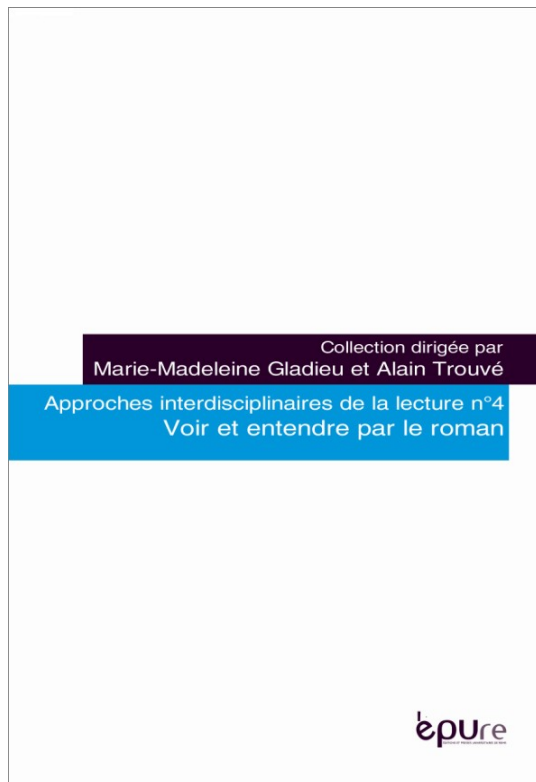 Collection dirigée par
Marie-Madeleine Gladieu et Alain Trouvé
Approches interdisciplinaires de la lecture n°4
Voir et entendre par le roman
épure